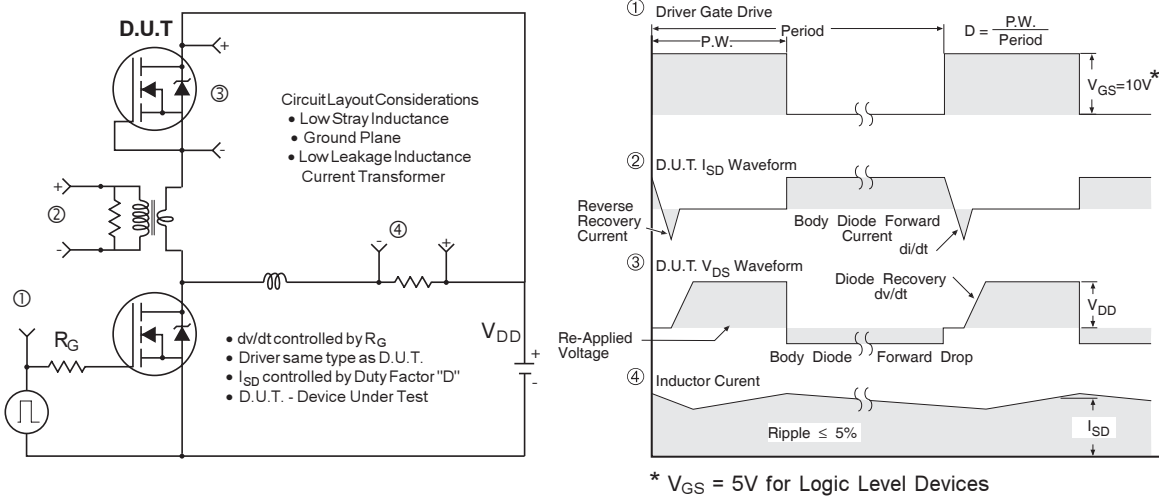 D.U.T
+
③
-
Circuit Layout Considerations
• Low Stray Inductance
• Ground Plane
• Low Leakage Inductance
Current Transformer
+
②
-
④
-
+
①
R_G
V_DD
+
-
• dv/dt controlled by R_G
• Driver same type as D.U.T.
• I_SD controlled by Duty Factor "D"
• D.U.T. - Device Under Test
① Driver Gate Drive
P.W.
Period
D = P.W. / Period
V_GS=10V*
② D.U.T. I_SD Waveform
Reverse
Recovery
Current
Body Diode Forward
Current
di/dt
③ D.U.T. V_DS Waveform
Diode Recovery
dv/dt
V_DD
Re-Applied
Voltage
Body Diode Forward Drop
④ Inductor Curent
Ripple ≤ 5%
I_SD
* V_GS = 5V for Logic Level Devices